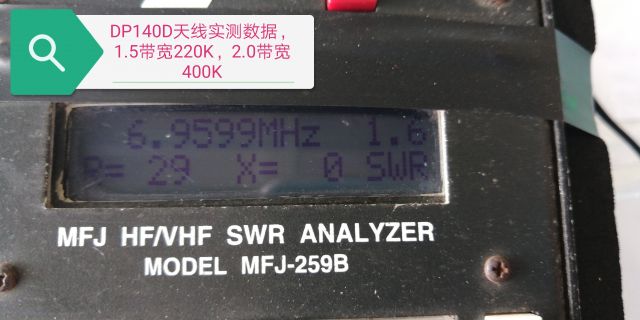 DP140D天线实测数据，
1.5带宽220K，2.0带宽
400K
6.9599MHz 1.6
R= 29 X= 0 SWR
MFJ HF/VHF SWR ANALYZER
MODEL MFJ-259B